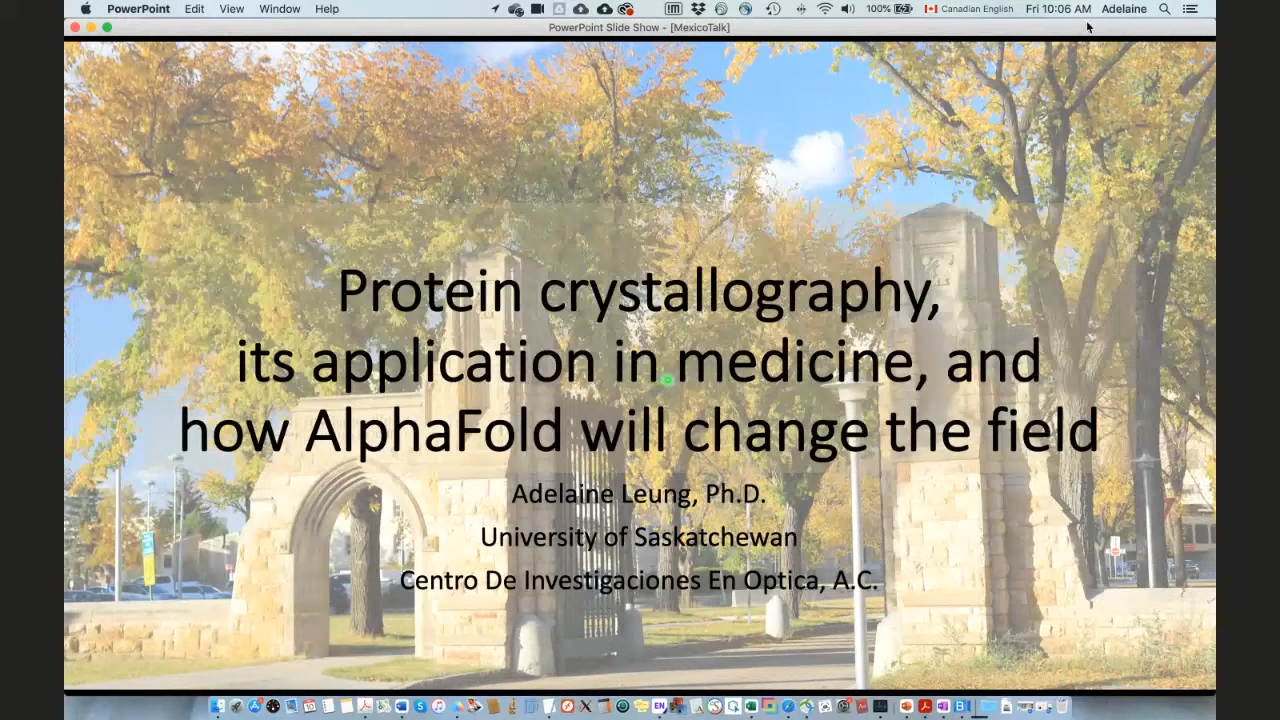 PowerPoint Edit View Window Help 100% Canadian English Fri 10:06 AM Adelaine
PowerPoint Slide Show - [MexicoTalk]
Protein crystallography,
its application in medicine, and
how AlphaFold will change the field
Adelaine Leung, Ph.D.
University of Saskatchewan
Centro De Investigaciones En Optica, A.C.